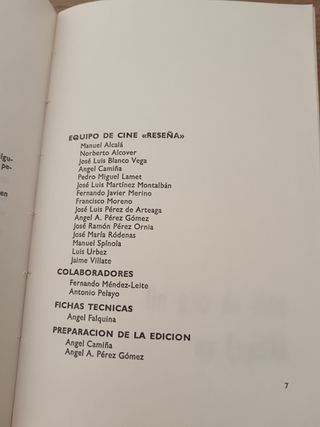 igu-
pe-
en
EQUIPO DE CINE «RESEÑA»
Manuel Alcalá
Norberto Alcover
José Luis Blanco Vega
Angel Camiña
Pedro Miguel Lamet
José Luis Martínez Montalbán
Fernando Javier Merino
Francisco Moreno
José Luis Pérez de Arteaga
Angel A. Pérez Gómez
José Ramón Pérez Ornia
José María Ródenas
Manuel Spínola
Luis Urbez
Jaime Villate
COLABORADORES
Fernando Méndez-Leite
Antonio Pelayo
FICHAS TECNICAS
Angel Falquina
PREPARACION DE LA EDICION
Angel Camiña
Angel A. Pérez Gómez
7